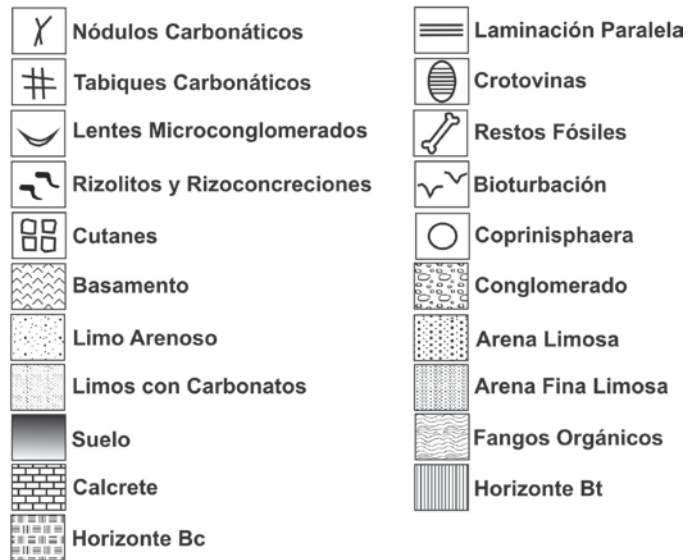 Nódulos Carbonáticos
Tabiques Carbonáticos
Lentes Microconglomerados
Rizolitos y Rizoconcreciones
Cutanes
Basamento
Limo Arenoso
Limos con Carbonatos
Suelo
Calcrete
Horizonte Bc
Laminación Paralela
Crotovinas
Restos Fósiles
Bioturbación
Coprinisphaera
Conglomerado
Arena Limosa
Arena Fina Limosa
Fangos Orgánicos
Horizonte Bt